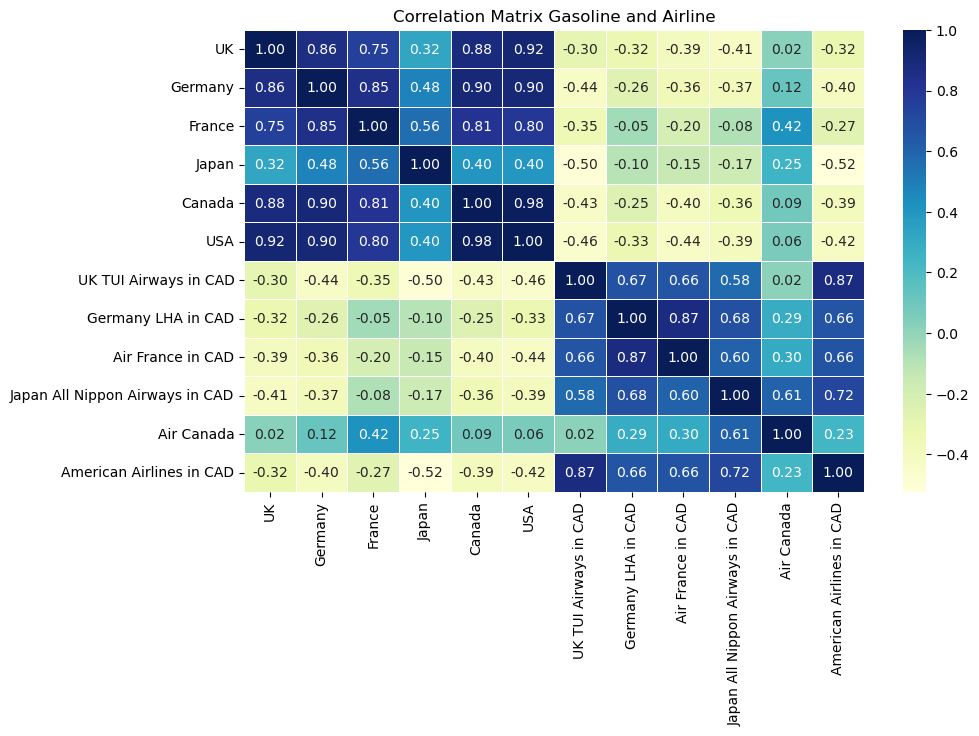 Correlation Matrix Gasoline and Airline
UK 1.00 0.86 0.75 0.32 0.88 0.92 -0.30 -0.32 -0.39 -0.41 0.02 -0.32
Germany 0.86 1.00 0.85 0.48 0.90 0.90 -0.44 -0.26 -0.36 -0.37 0.12 -0.40
France 0.75 0.85 1.00 0.56 0.81 0.80 -0.35 -0.05 -0.20 -0.08 0.42 -0.27
Japan 0.32 0.48 0.56 1.00 0.40 0.40 -0.50 -0.10 -0.15 -0.17 0.25 -0.52
Canada 0.88 0.90 0.81 0.40 1.00 0.98 -0.43 -0.25 -0.40 -0.36 0.09 -0.39
USA 0.92 0.90 0.80 0.40 0.98 1.00 -0.46 -0.33 -0.44 -0.39 0.06 -0.42
UK TUI Airways in CAD -0.30 -0.44 -0.35 -0.50 -0.43 -0.46 1.00 0.67 0.66 0.58 0.02 0.87
Germany LHA in CAD -0.32 -0.26 -0.05 -0.10 -0.25 -0.33 0.67 1.00 0.87 0.68 0.29 0.66
Air France in CAD -0.39 -0.36 -0.20 -0.15 -0.40 -0.44 0.66 0.87 1.00 0.60 0.30 0.66
Japan All Nippon Airways in CAD -0.41 -0.37 -0.08 -0.17 -0.36 -0.39 0.58 0.68 0.60 1.00 0.61 0.72
Air Canada 0.02 0.12 0.42 0.25 0.09 0.06 0.02 0.29 0.30 0.61 1.00 0.23
American Airlines in CAD -0.32 -0.40 -0.27 -0.52 -0.39 -0.42 0.87 0.66 0.66 0.72 0.23 1.00
UK
Germany
France
Japan
Canada
USA
UK TUI Airways in CAD
Germany LHA in CAD
Air France in CAD
Japan All Nippon Airways in CAD
Air Canada
American Airlines in CAD
1.0
0.8
0.6
0.4
0.2
0.0
−0.2
−0.4